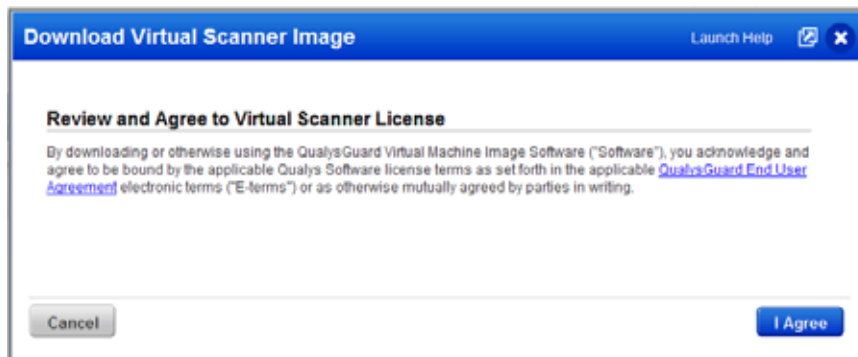 Download Virtual Scanner Image Launch Help
Review and Agree to Virtual Scanner License
By downloading or otherwise using the QualysGuard Virtual Machine Image Software ("Software"), you acknowledge and
agree to be bound by the applicable Qualys Software license terms as set forth in the applicable QualysGuard End User
Agreement electronic terms ("E-terms") or as otherwise mutually agreed by parties in writing.
Cancel I Agree